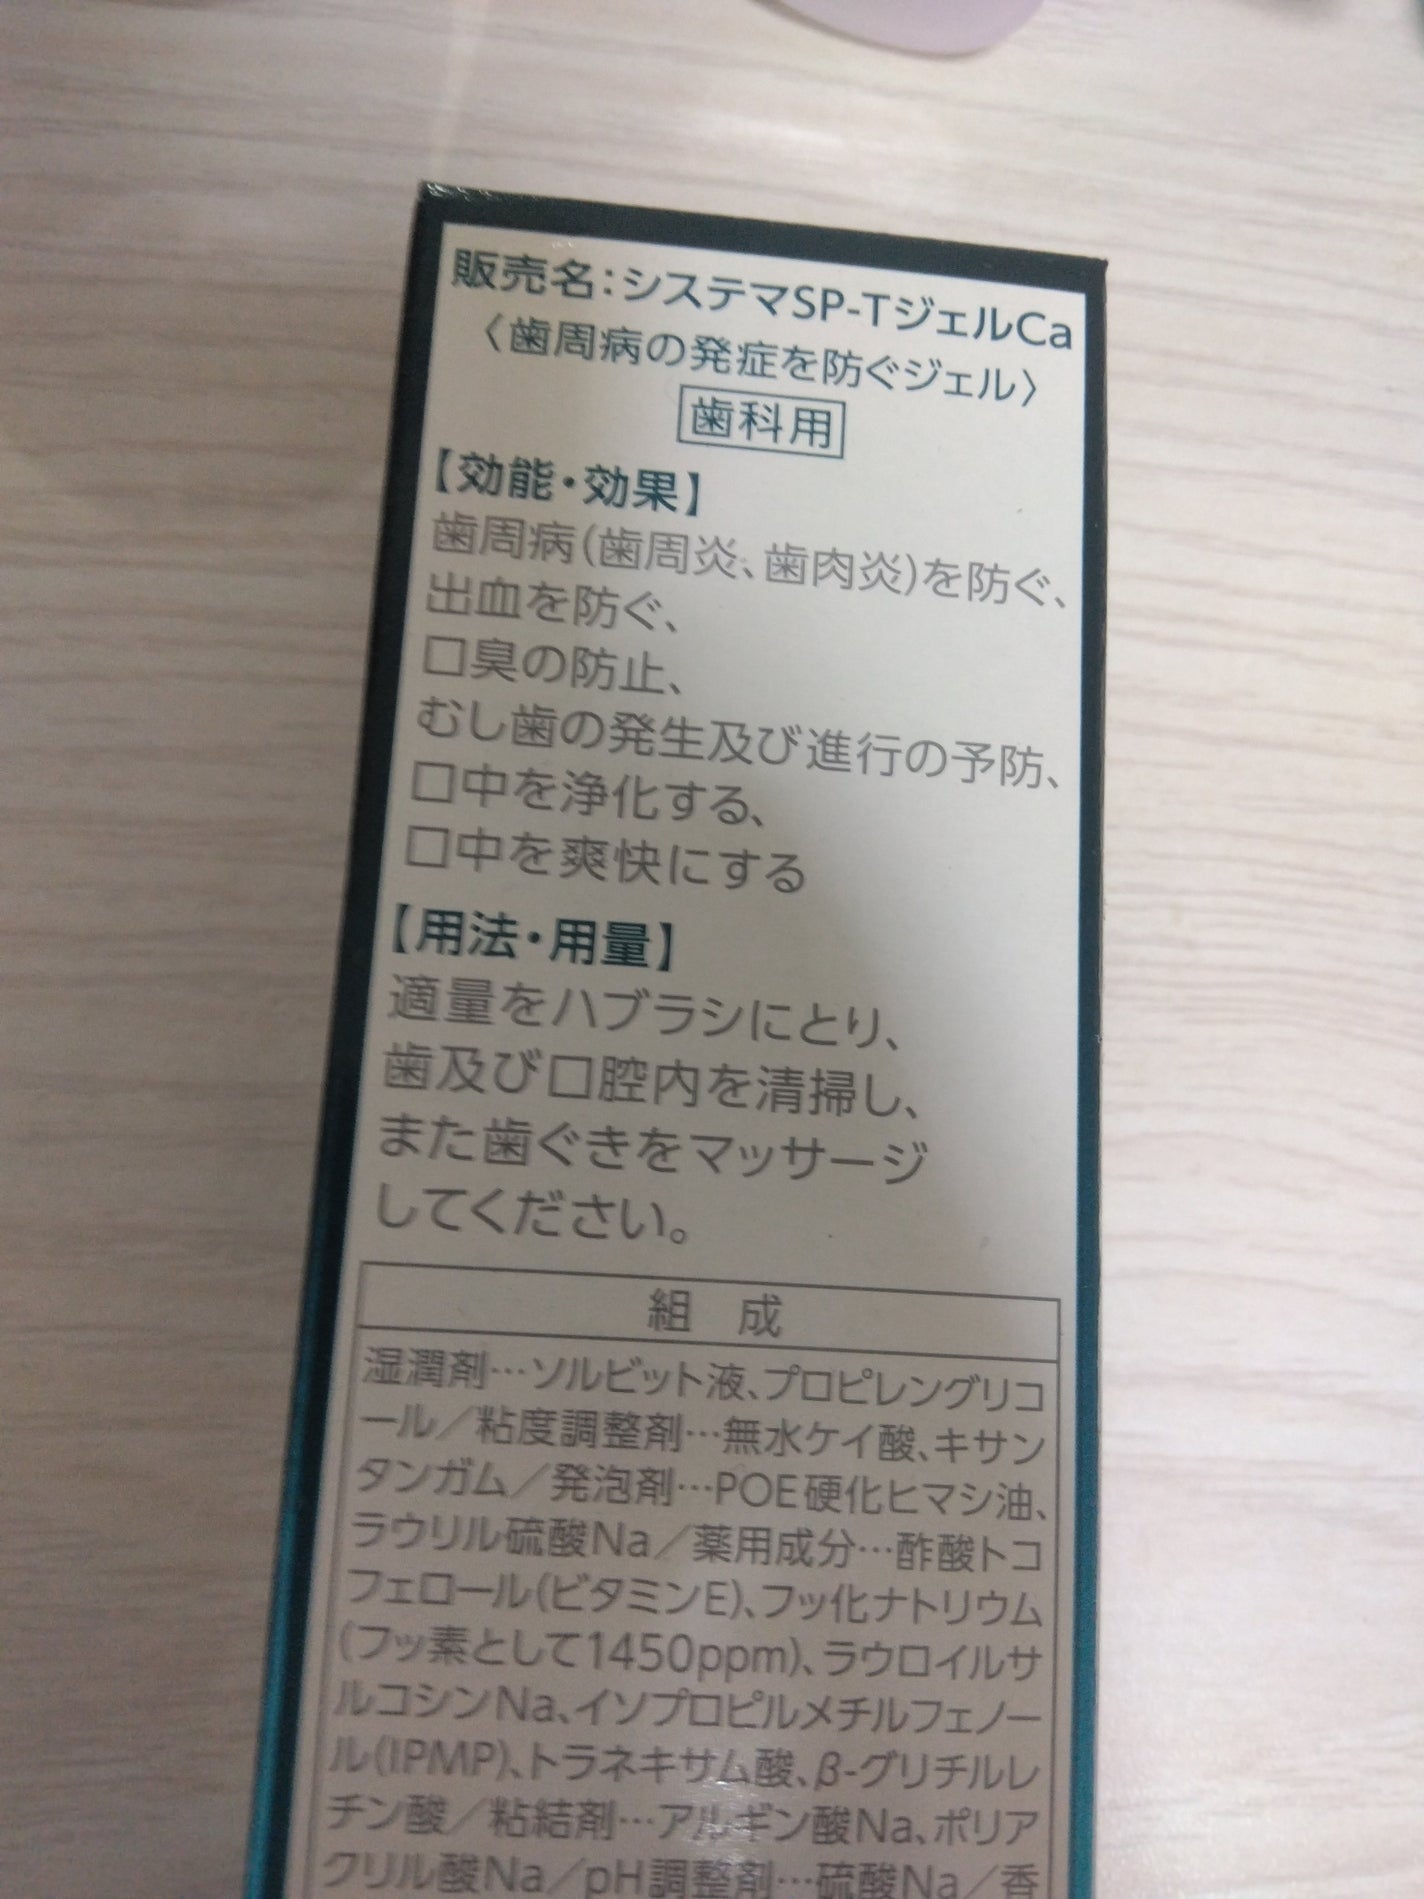 販売名：システマSP-TジェルCa
〈歯周病の発症を防ぐジェル〉
歯科用
【効能・効果】
歯周病(歯周炎、歯肉炎)を防ぐ、
出血を防ぐ、
口臭の防止、
むし歯の発生及び進行の予防、
口中を浄化する、
口中を爽快にする
【用法・用量】
適量をハブラシにとり、
歯及び口腔内を清掃し、
また歯ぐきをマッサージ
してください。
組 成
湿潤剤…ソルビット液、プロピレングリコ
ール／粘度調整剤…無水ケイ酸、キサン
タンガム／発泡剤…POE硬化ヒマシ油、
ラウリル硫酸Na／薬用成分…酢酸トコ
フェロール(ビタミンE)、フッ化ナトリウム
(フッ素として1450ppm)、ラウロイルサ
ルコシンNa、イソプロピルメチルフェノー
ル(IPMP)、トラネキサム酸、β-グリチルレ
チン酸／粘結剤…アルギン酸Na、ポリア
クリル酸Na／pH調整剤…硫酸Na／香